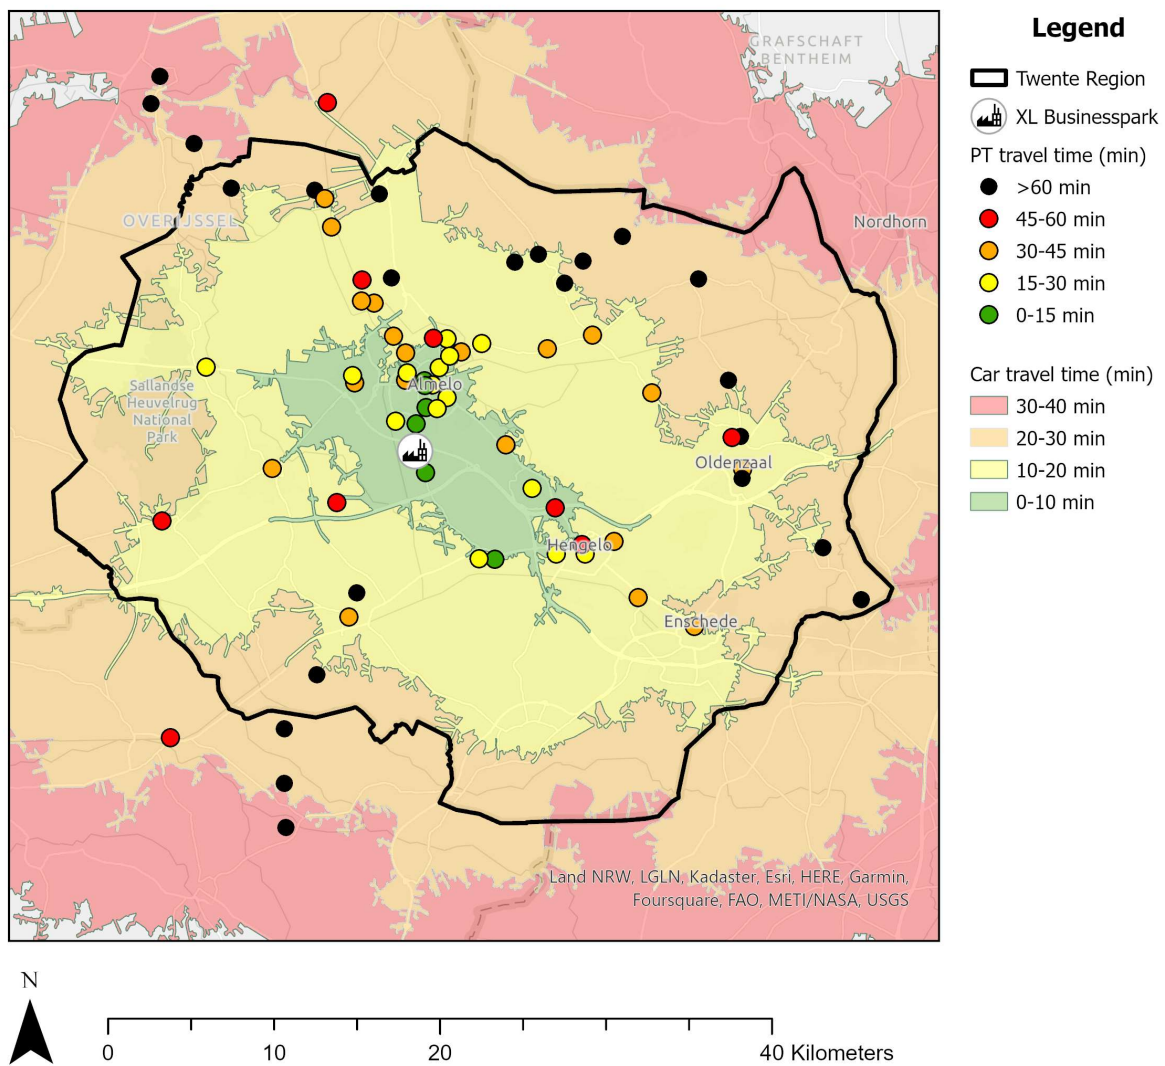 GRAFSCHAFT
BENTHEIM
OVERIJSSEL
Nordhorn
Sallandse
Heuvelrug
National
Park
Almelo
Oldenzaal
Hengelo
Enschede
Land NRW, LGLN, Kadaster, Esri, HERE, Garmin,
Foursquare, FAO, METI/NASA, USGS
Legend
Twente Region
XL Businesspark
PT travel time (min)
>60 min
45-60 min
30-45 min
15-30 min
0-15 min
Car travel time (min)
30-40 min
20-30 min
10-20 min
0-10 min
N
0 10 20 40 Kilometers